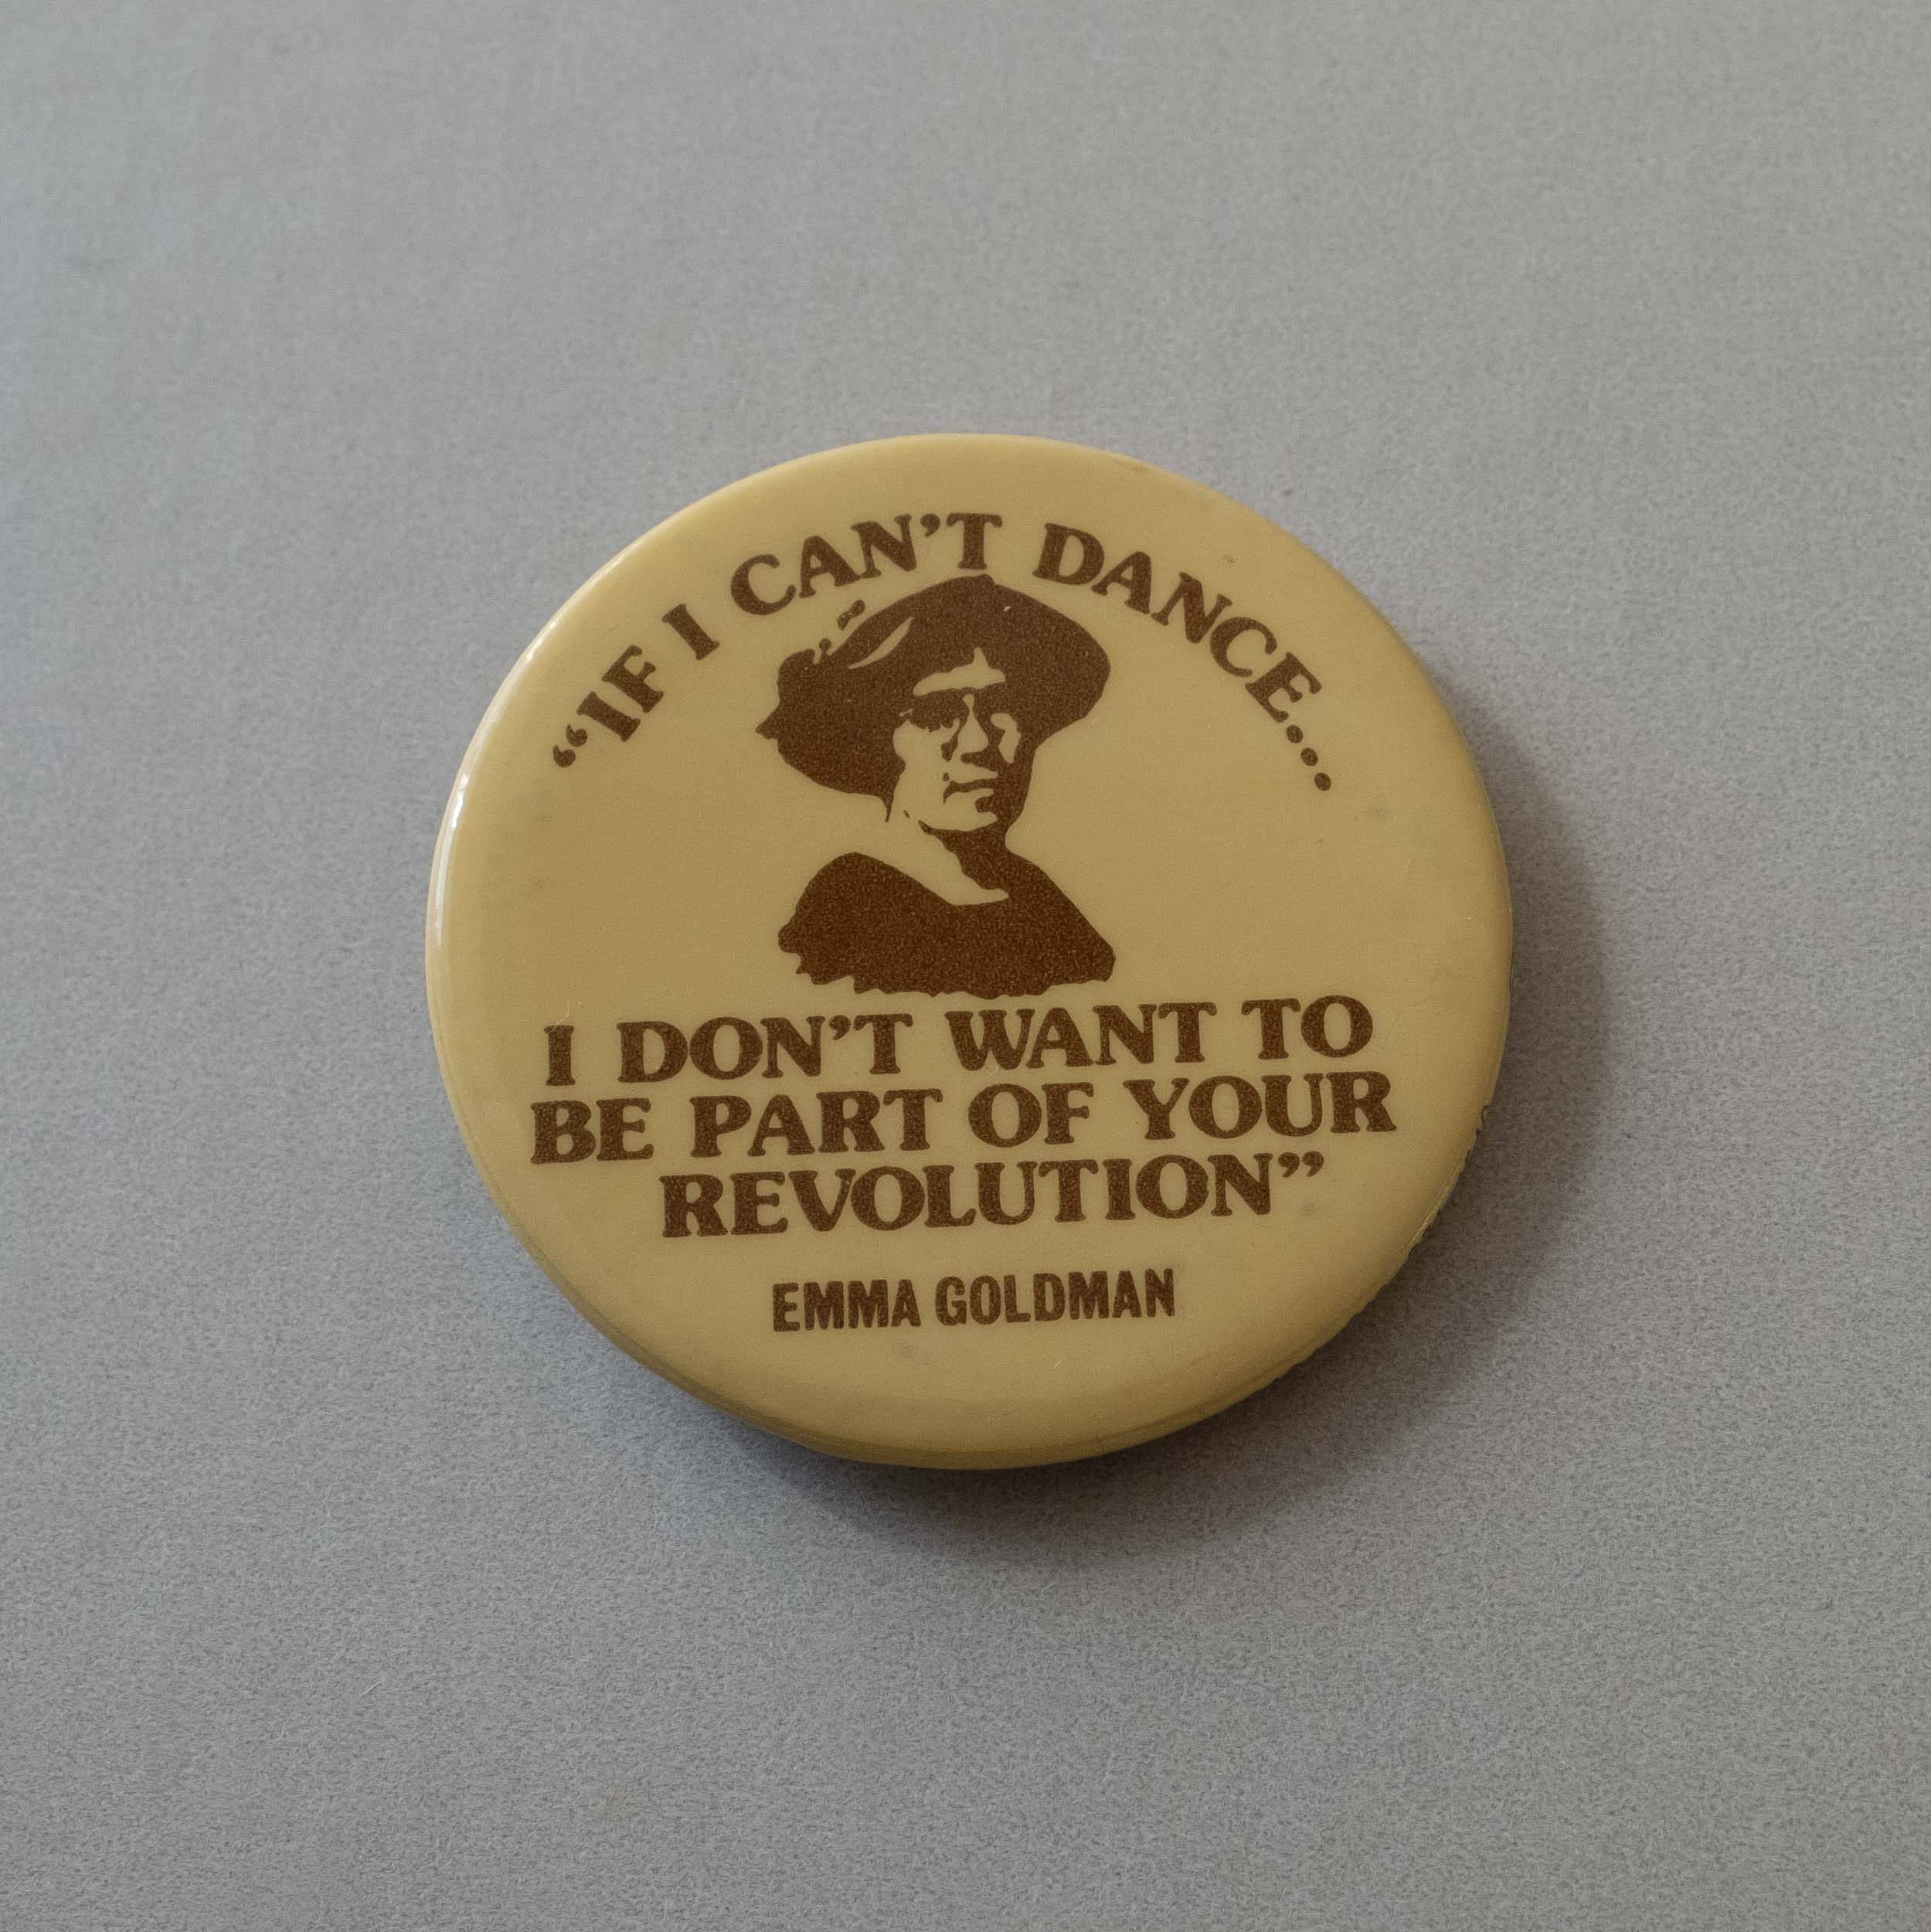 “IF I CAN’T DANCE...
I DON’T WANT TO
BE PART OF YOUR
REVOLUTION”
EMMA GOLDMAN